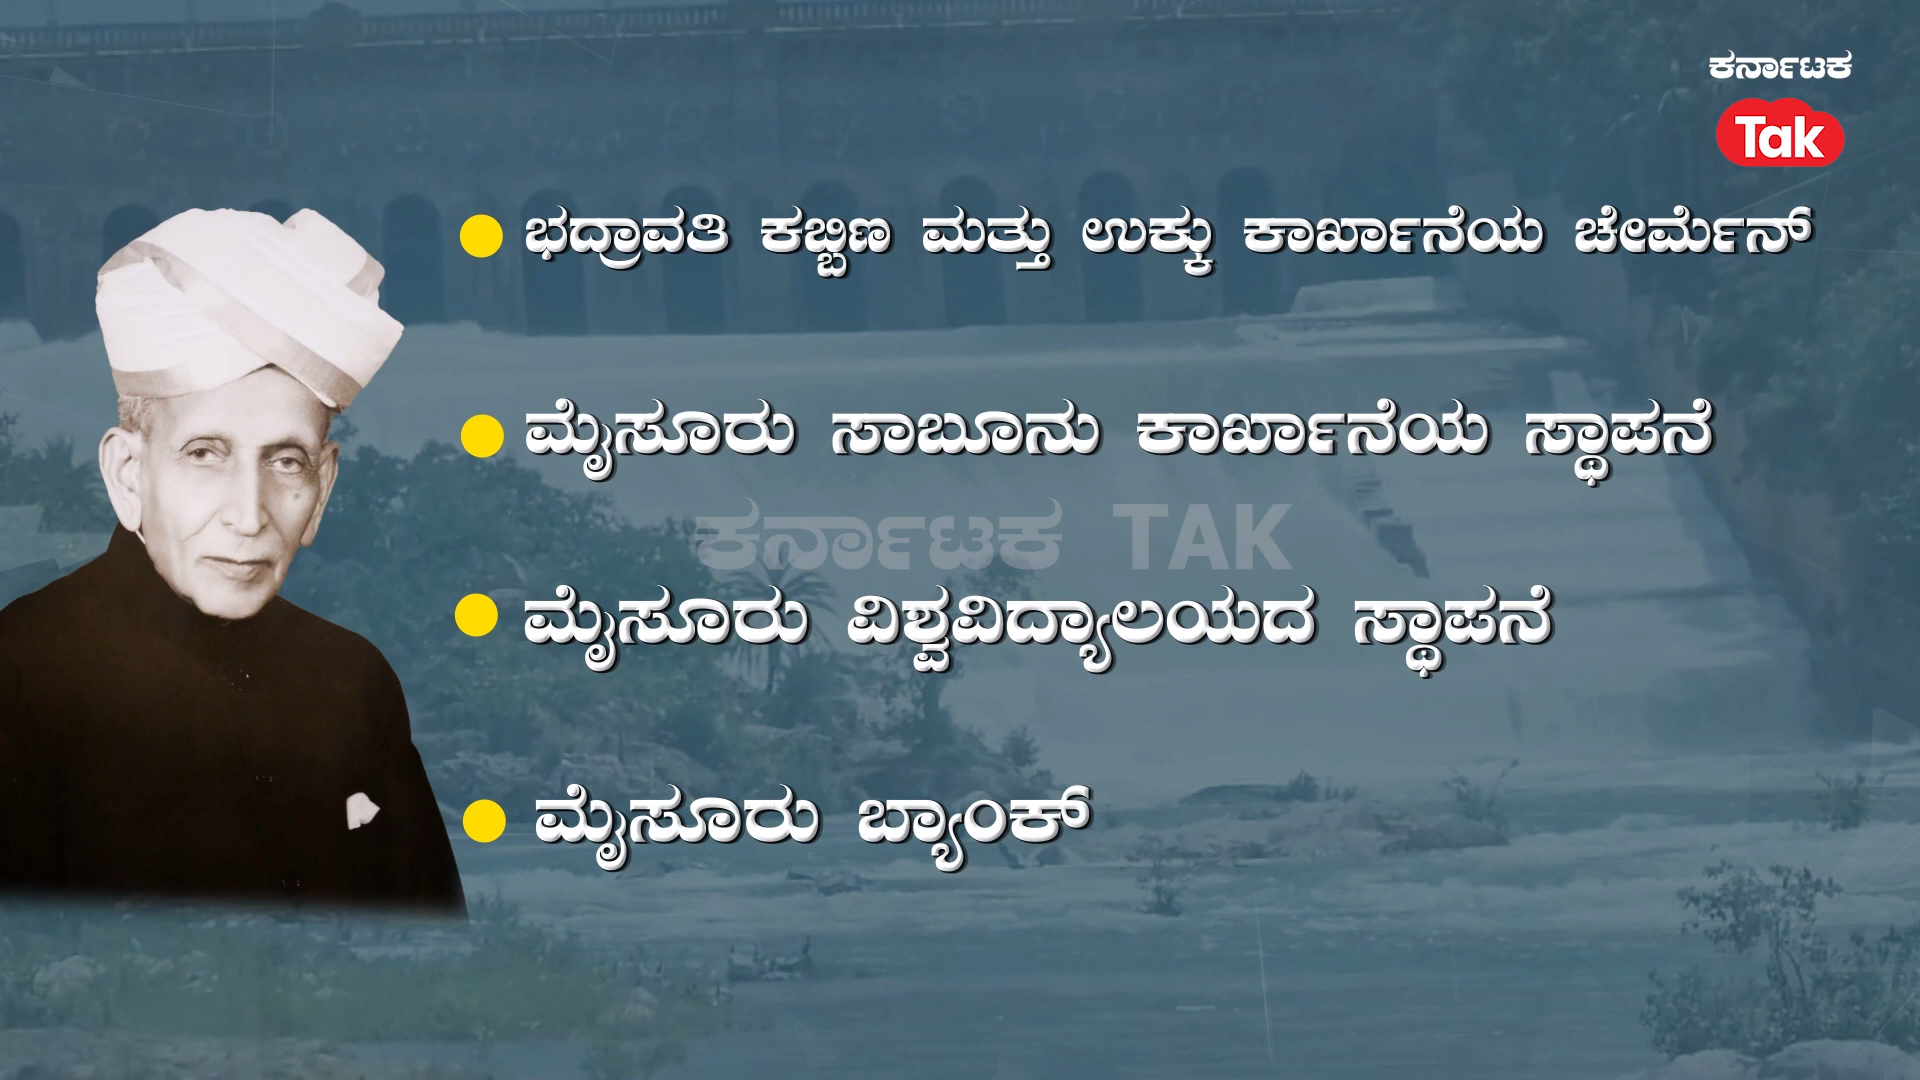 ಕರ್ನಾಟಕ
Tak
ಭದ್ರಾವತಿ ಕಬ್ಬಿಣ ಮತ್ತು ಉಕ್ಕು ಕಾರ್ಖಾನೆಯ ಚೇರ್ಮೆನ್
ಮೈಸೂರು ಸಾಬೂನು ಕಾರ್ಖಾನೆಯ ಸ್ಥಾಪನೆ
ಕರ್ನಾಟಕ TAK
ಮೈಸೂರು ವಿಶ್ವವಿದ್ಯಾಲಯದ ಸ್ಥಾಪನೆ
ಮೈಸೂರು ಬ್ಯಾಂಕ್